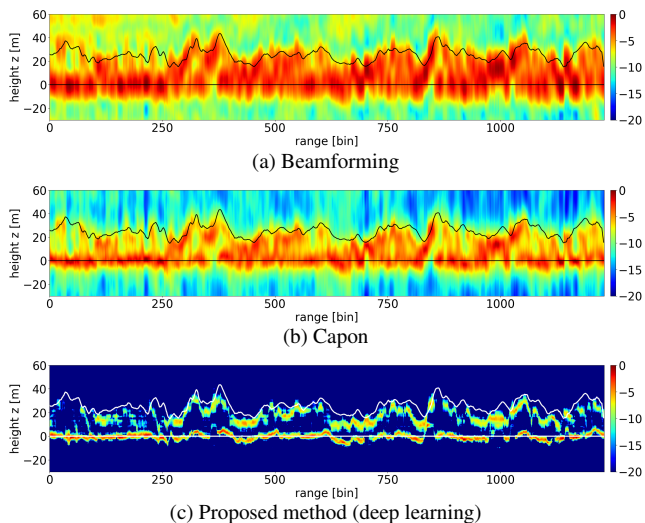 60
40
20
0
−20
height z [m]
0 250 500 750 1000
range [bin]
0
−5
−10
−15
−20
(a) Beamforming
60
40
20
0
−20
height z [m]
0 250 500 750 1000
range [bin]
0
−5
−10
−15
−20
(b) Capon
60
40
20
0
−20
height z [m]
0 250 500 750 1000
range [bin]
0
−5
−10
−15
−20
(c) Proposed method (deep learning)